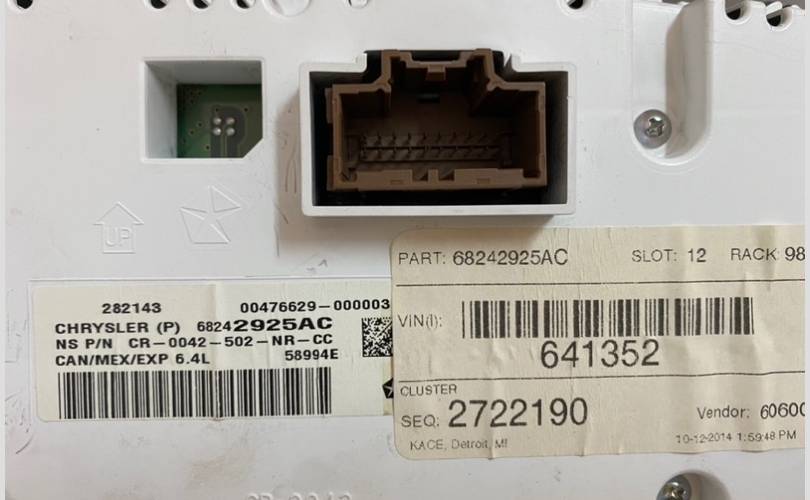 UP
PART: 68242925AC SLOT: 12 RACK: 98
VIN(l):
641352
282143 00476629-000003
CHRYSLER (P) 68242925AC
NS P/N CR-0042-502-NR-CC
CAN/MEX/EXP 6.4L 58994E
CLUSTER
SEQ: 2722190 Vendor: 6060
KACE, Detroit, MI 10-12-2014 1:59:48 PM